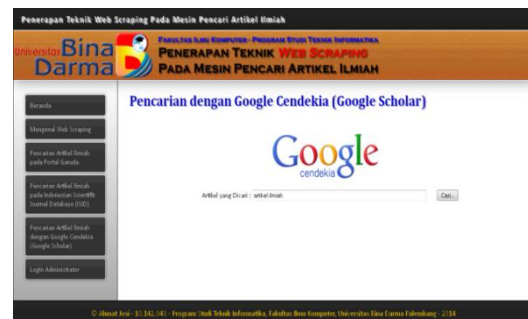 Penerapan Teknik Web Scraping Pada Mesin Pencari Artikel Ilmiah
Universitas Bina Darma
FAKULTAS ILMU KOMPUTER - PROGRAM STUDI TEKNIK INFORMATIKA
PENERAPAN TEKNIK WEB SCRAPING
PADA MESIN PENCARI ARTIKEL ILMIAH
Beranda
Mengenal Web Scraping
Pencarian Artikel Ilmiah
pada Portal Garuda
Pencarian Artikel Ilmiah
pada Indonesian Scientific
Journal Database (ISJD)
Pencarian Artikel Ilmiah
dengan Google Cendekia
(Google Scholar)
Login Administrator
Pencarian dengan Google Cendekia (Google Scholar)
Google
cendekia
Artikel yang Dicari : artikel ilmiah
Cari..
© Ahmat Josi - 10.142.043 - Program Studi Teknik Informatika, Fakultas Ilmu Komputer, Universitas Bina Darma Palembang - 2014